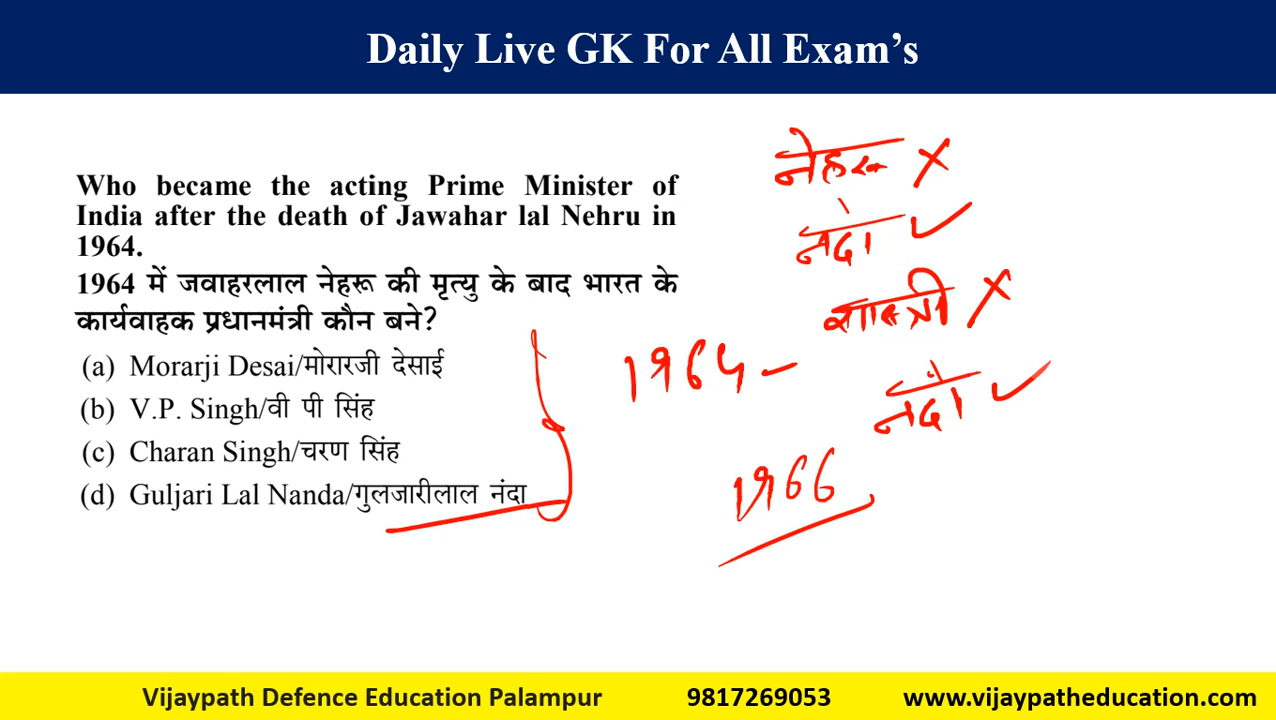 Daily Live GK For All Exam's
Who became the acting Prime Minister of
India after the death of Jawahar lal Nehru in
1964.
1964 में जवाहरलाल नेहरू की मृत्यु के बाद भारत के
कार्यवाहक प्रधानमंत्री कौन बने?
(a) Morarji Desai/मोरारजी देसाई
(b) V.P. Singh/वी पी सिंह
(c) Charan Singh/चरण सिंह
(d) Guljari Lal Nanda/गुलजारीलाल नंदा
नेहरू
नंदा
शास्त्री
1964 -
नंदा
1966
Vijaypath Defence Education Palampur 9817269053 www.vijaypatheducation.com